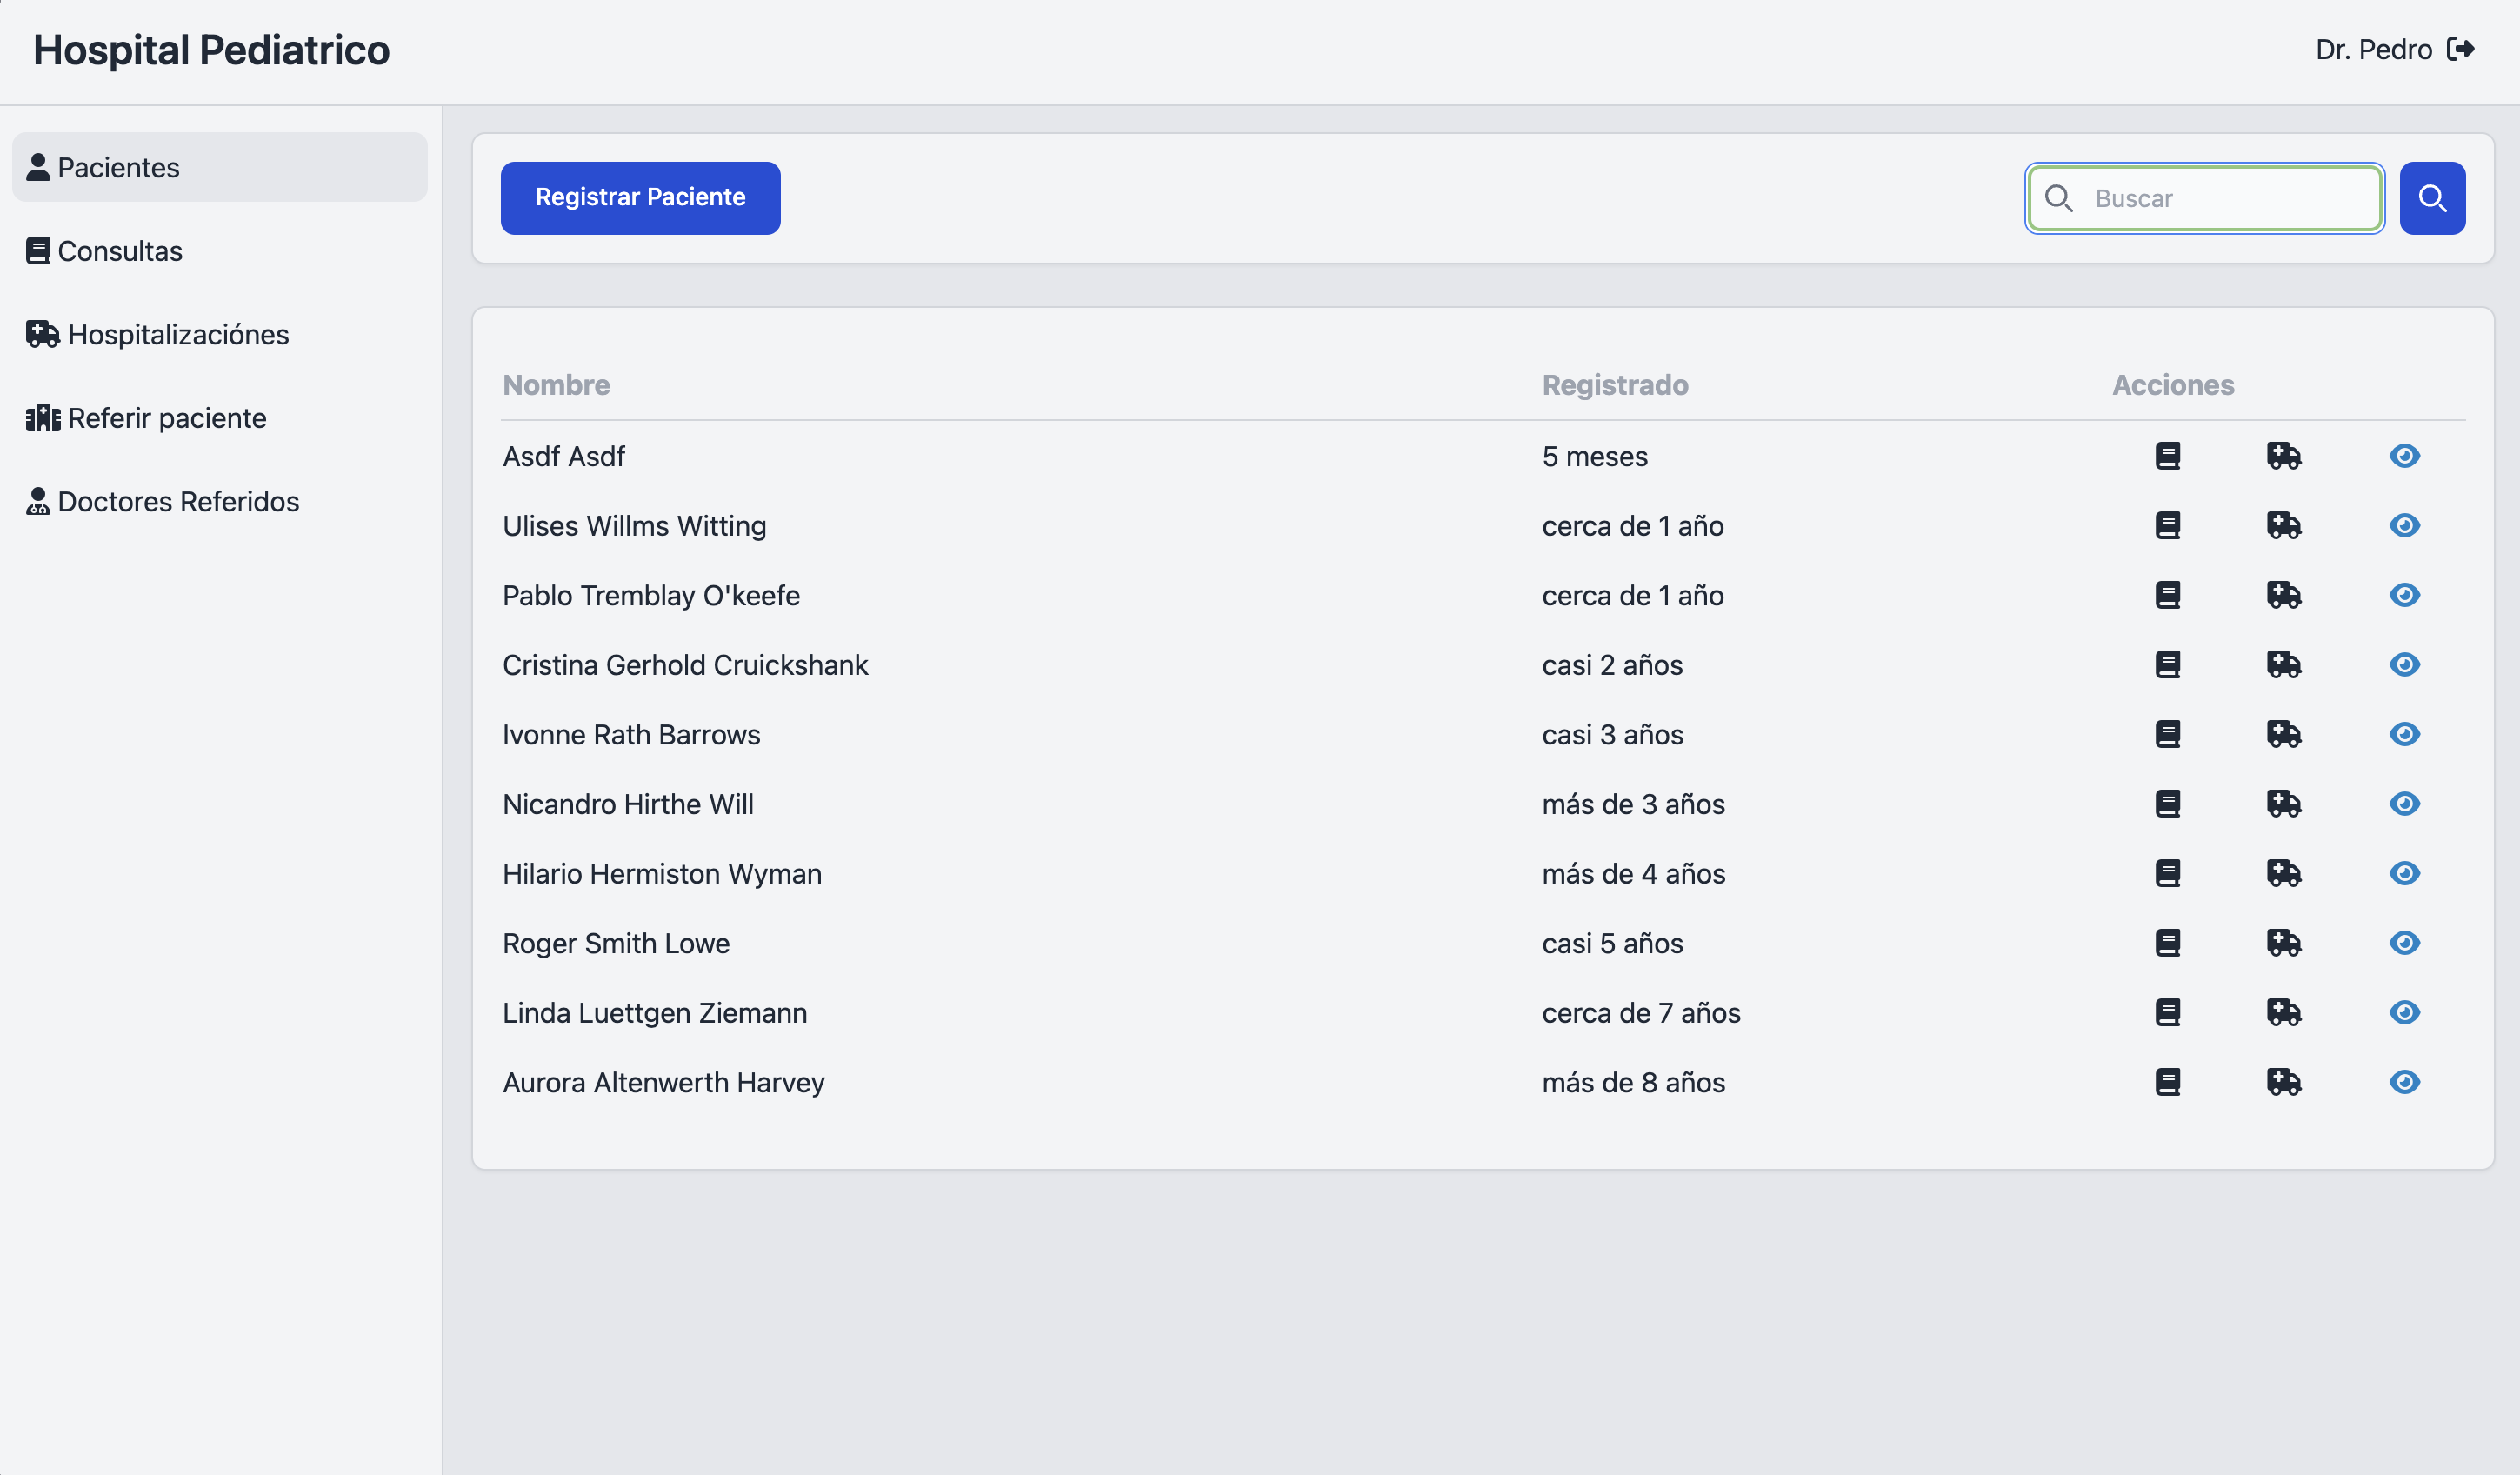 Hospital Pediatrico
Dr. Pedro
Pacientes
Consultas
Hospitalizaciónes
Referir paciente
Doctores Referidos
Registrar Paciente
Buscar
Nombre Registrado Acciones
Asdf Asdf 5 meses
Ulises Willms Witting cerca de 1 año
Pablo Tremblay O'keefe cerca de 1 año
Cristina Gerhold Cruickshank casi 2 años
Ivonne Rath Barrows casi 3 años
Nicandro Hirthe Will más de 3 años
Hilario Hermiston Wyman más de 4 años
Roger Smith Lowe casi 5 años
Linda Luettgen Ziemann cerca de 7 años
Aurora Altenwerth Harvey más de 8 años